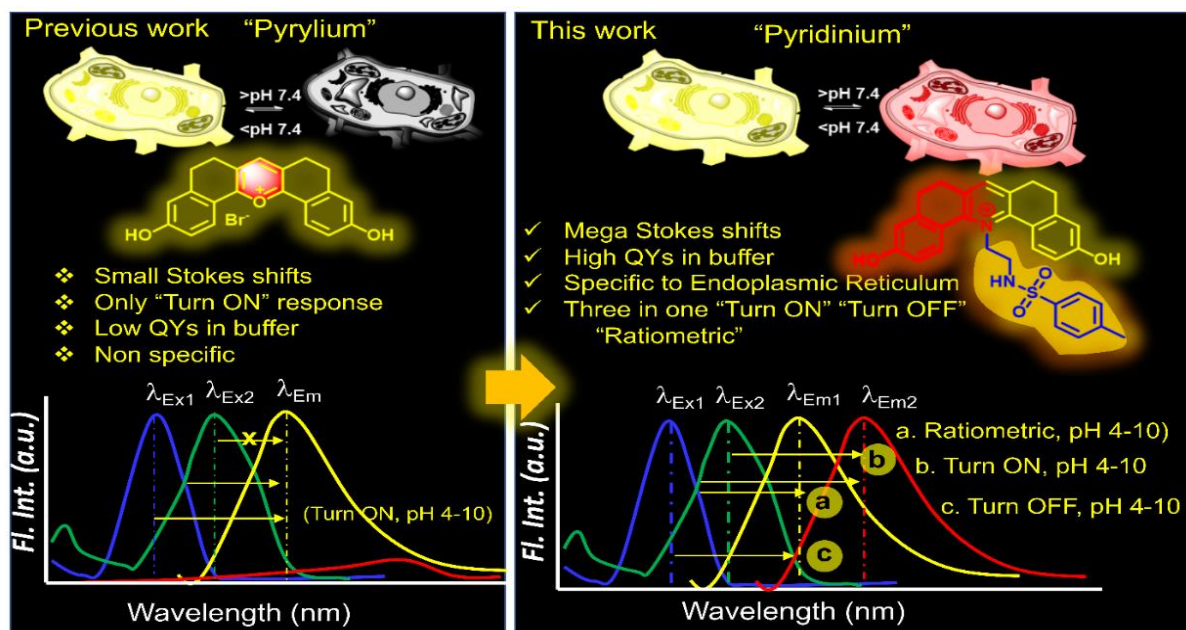 Previous work “Pyrylium”
>pH 7.4
<pH 7.4
O
+
Br-
HO
OH
❖ Small Stokes shifts
❖ Only “Turn ON” response
❖ Low QYs in buffer
❖ Non specific
λEx1 λEx2 λEm
x
(Turn ON, pH 4-10)
Fl. Int. (a.u.)
Wavelength (nm)
This work “Pyridinium”
>pH 7.4
<pH 7.4
✓ Mega Stokes shifts
✓ High QYs in buffer
✓ Specific to Endoplasmic Reticulum
✓ Three in one “Turn ON” “Turn OFF”
“Ratiometric”
+
N
HO
OH
HN
O
S
O
λEx1 λEx2 λEm1 λEm2
a. Ratiometric, pH 4-10)
b. Turn ON, pH 4-10
c. Turn OFF, pH 4-10
b
a
c
Fl. Int. (a.u.)
Wavelength (nm)